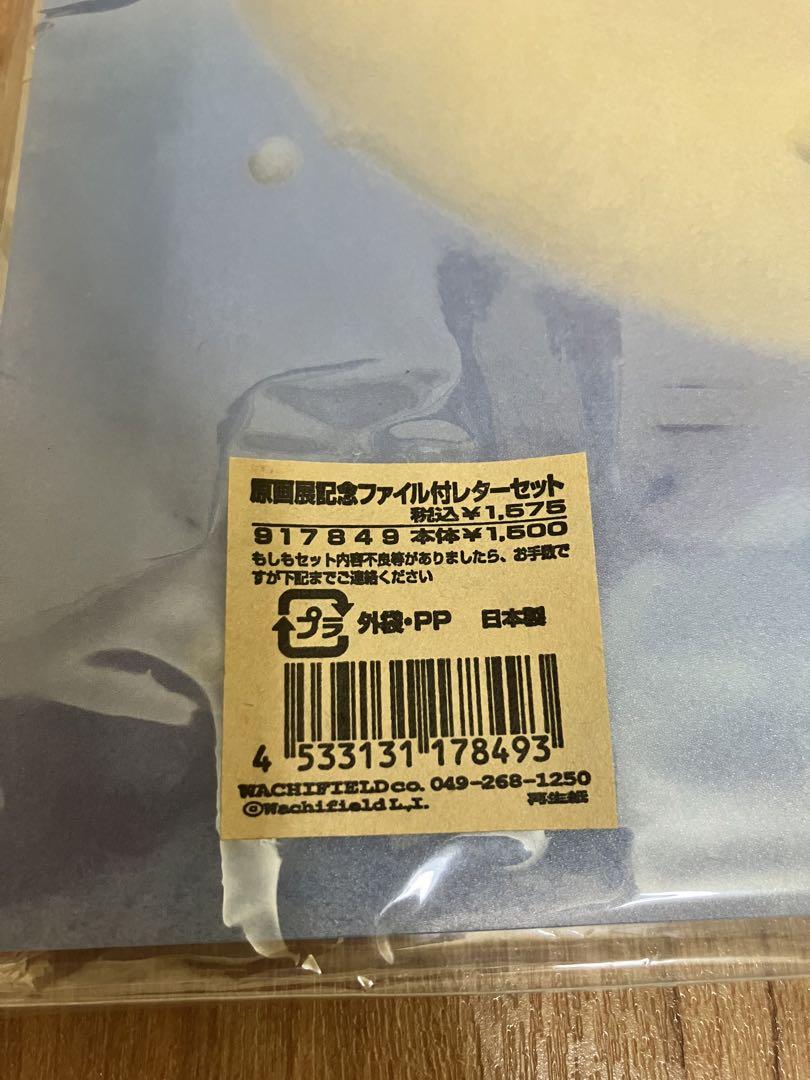 原画展記念ファイル付レターセット
税込¥1,575
917849 本体¥1,500
もしもセット内容不良等がありましたら、お手数で
すが下記までご連絡ください
プラ 外袋・PP 日本製
4 533131 178493
WACHIFIELD co. 049-268-1250
©Wachifield L,I. 再生紙